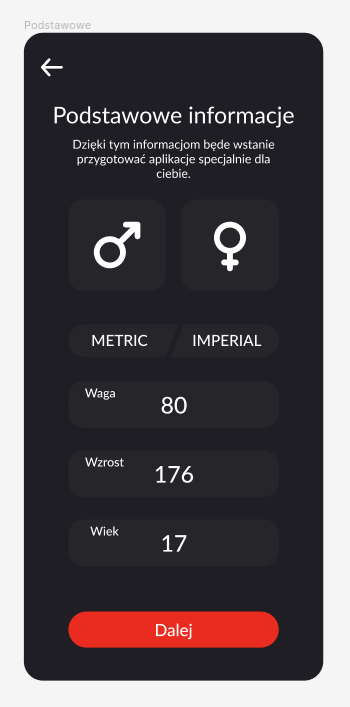 Podstawowe
Podstawowe informacje
Dzięki tym informacjom będe wstanie
przygotować aplikacje specjalnie dla
ciebie.
METRIC IMPERIAL
Waga
80
Wzrost
176
Wiek
17
Dalej